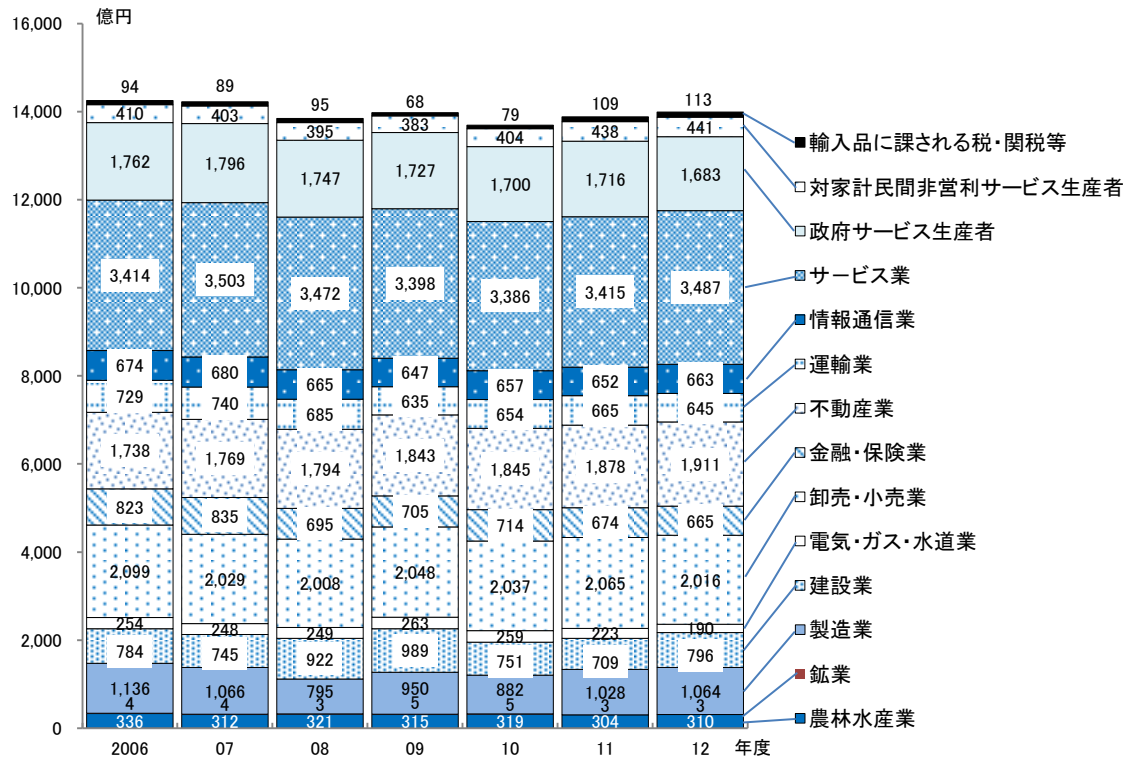 億円
16,000
14,000
12,000
10,000
8,000
6,000
4,000
2,000
0
94 89 95 68 79 109 113
410 403 395 383 404 438 441
1,762 1,796 1,747 1,727 1,700 1,716 1,683
3,414 3,503 3,472 3,398 3,386 3,415 3,487
674 680 665 647 657 652 663
729 740 685 635 654 665 645
1,738 1,769 1,794 1,843 1,845 1,878 1,911
823 835 695 705 714 674 665
2,099 2,029 2,008 2,048 2,037 2,065 2,016
254 248 249 263 259 223 190
784 745 922 989 751 709 796
1,136 1,066 795 950 882 1,028 1,064
4 4 3 5 5 3 3
336 312 321 315 319 304 310
2006 07 08 09 10 11 12 年度
輸入品に課される税・関税等
対家計民間非営利サービス生産者
政府サービス生産者
サービス業
情報通信業
運輸業
不動産業
金融・保険業
卸売・小売業
電気・ガス・水道業
建設業
製造業
鉱業
農林水産業